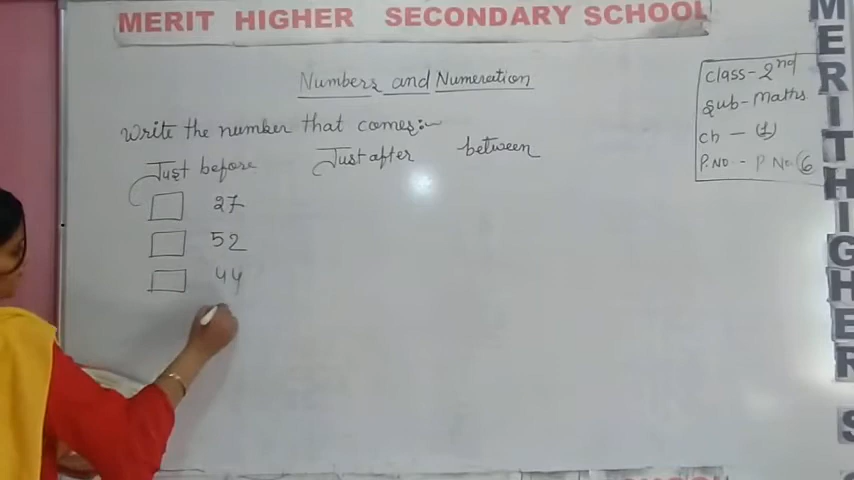 MERIT HIGHER SECONDARY SCHOOL
Numbers and Numeration
Class-2nd
Sub-Maths
Ch - (1)
P.No - P No (6)
Write the number that comes:-
Just before Just after between
27
52
44
MERIT HIGHER S